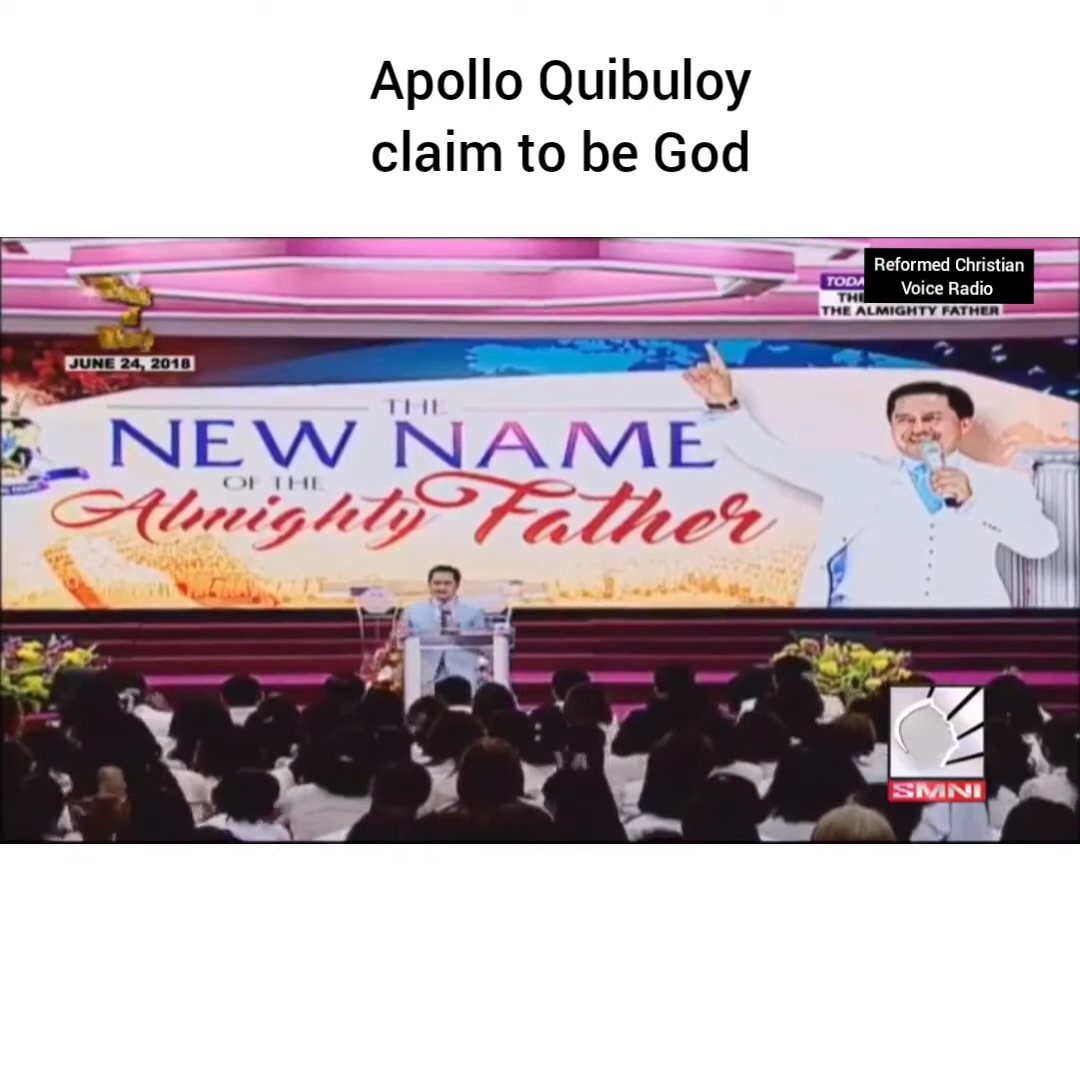 Apollo Quibuloy
claim to be God
Reformed Christian
Voice Radio
THE ALMIGHTY FATHER
JUNE 24, 2018
THE
NEW NAME
OF THE
Almighty Father
SMNI